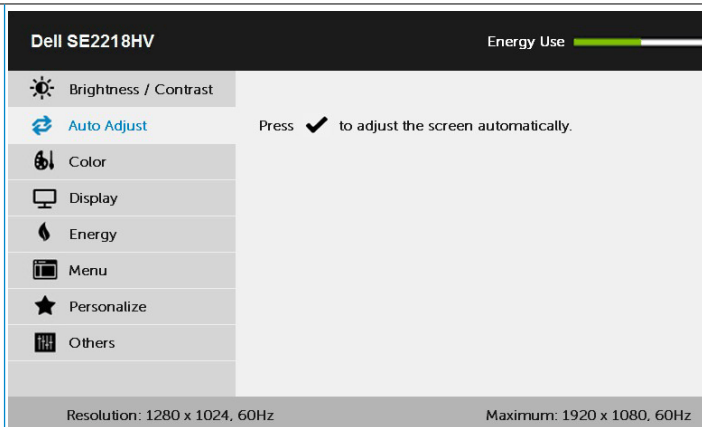 Dell SE2218HV
Energy Use
Brightness / Contrast
Auto Adjust
Press ✔ to adjust the screen automatically.
Color
Display
Energy
Menu
Personalize
Others
Resolution: 1280 x 1024, 60Hz
Maximum: 1920 x 1080, 60Hz